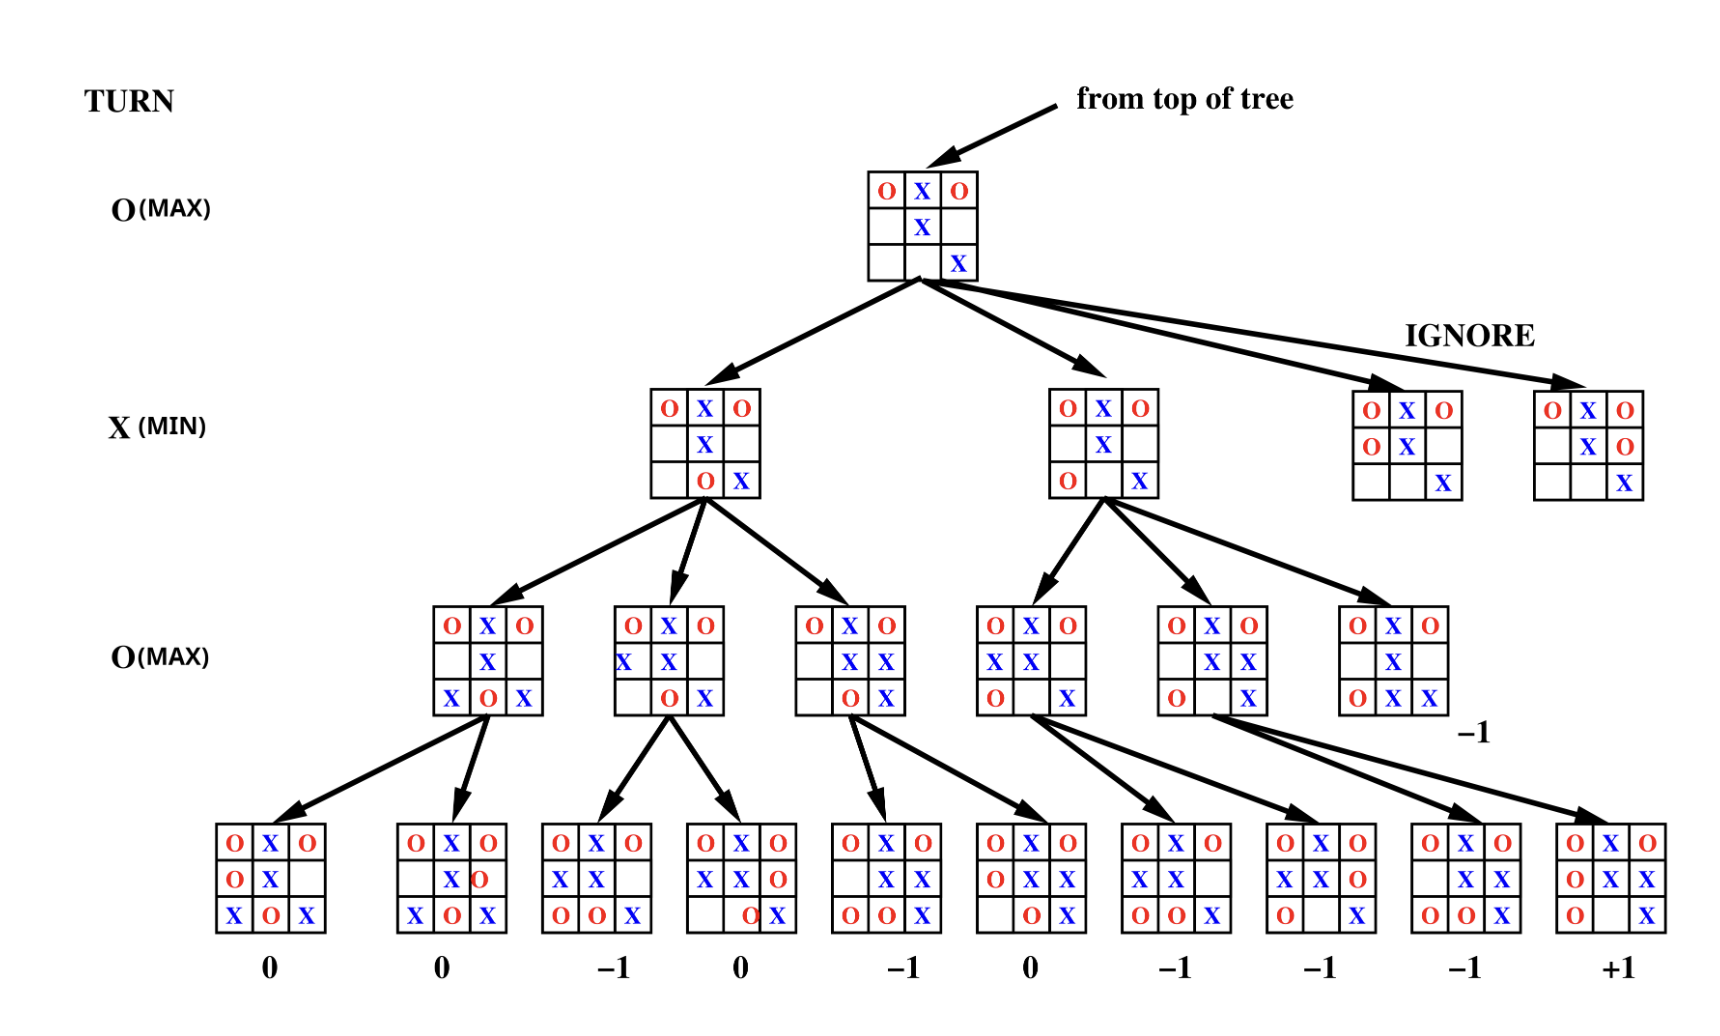 TURN
from top of tree
O (MAX)
O X O
X
X
IGNORE
X (MIN)
O X O
X
O X
O X O
X
O X
O X O
O X
X
O X O
X O
X
O (MAX)
O X O
X
X O X
O X O
X X
O X
O X O
X X
O X
O X O
X X
O X
O X O
X X
O X
O X O
X
O X X
–1
O X O
O X
X O X
O X O
X O
X O X
O X O
X X
O O X
O X O
X X O
O X
O X O
X X
O O X
O X O
O X X
O X
O X O
X X
O O X
O X O
X X O
O X
O X O
X X
O O X
O X O
O X X
O X
0 0 –1 0 –1 0 –1 –1 –1 +1